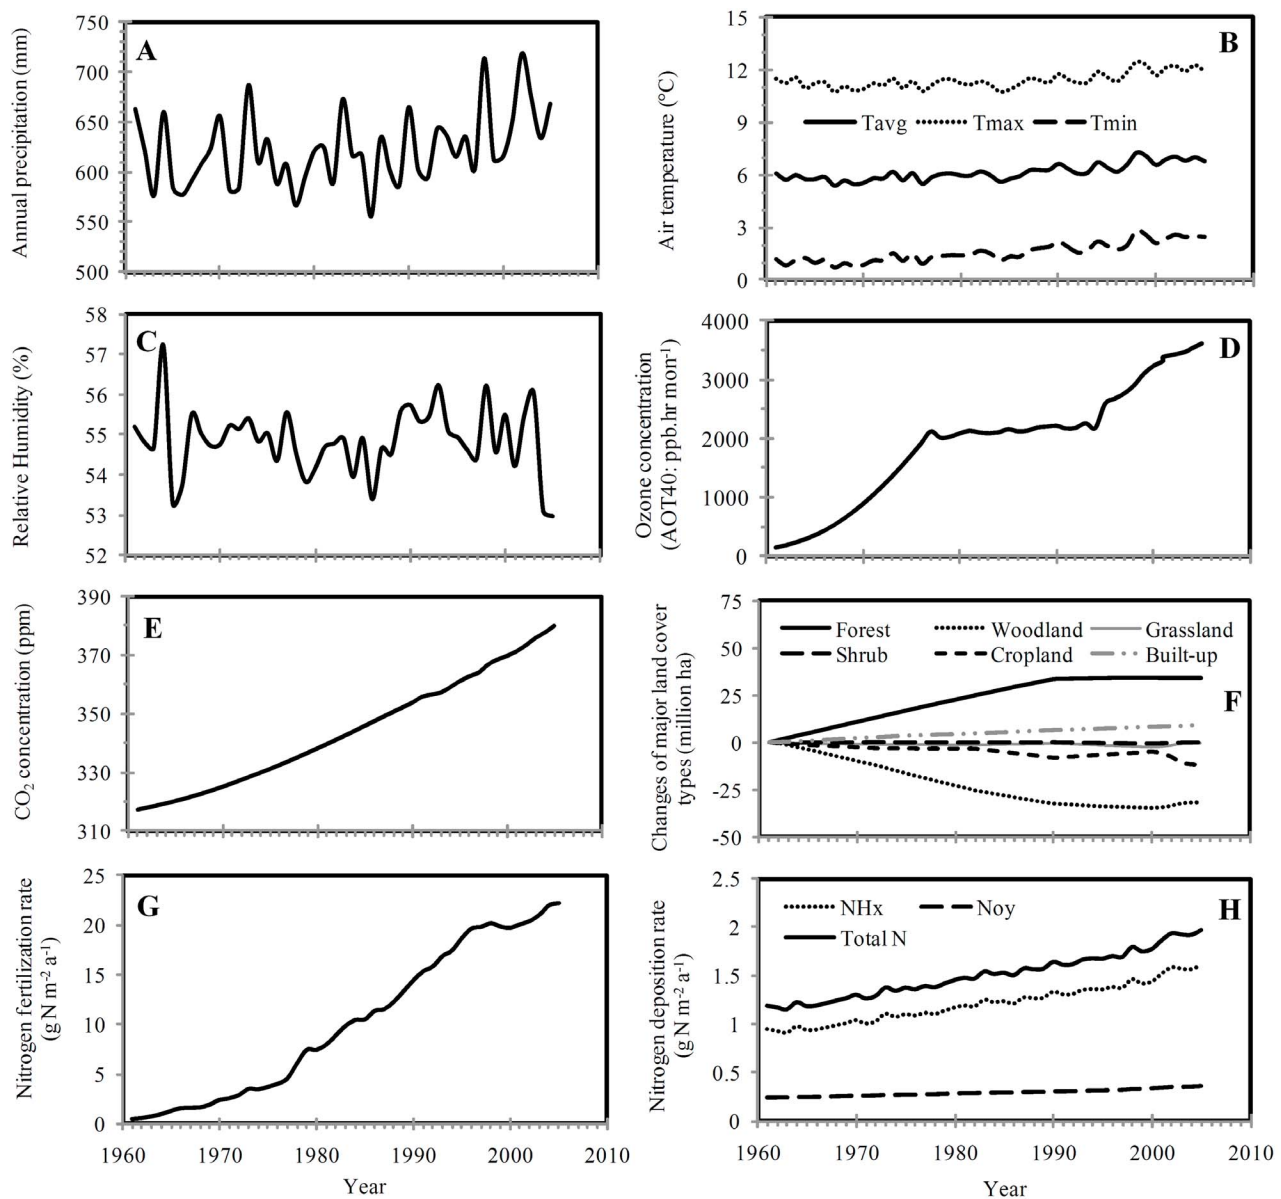 A
Annual precipitation (mm)
750
700
650
600
550
500
B
Air temperature (°C)
15
12
9
6
3
0
Tavg Tmax Tmin
C
Relative Humidity (%)
58
57
56
55
54
53
52
D
Ozone concentration
(AOT40: ppb.hr mon-1)
4000
3000
2000
1000
0
E
CO2 concentration (ppm)
390
370
350
330
310
F
Changes of major land cover
types (million ha)
75
50
25
0
-25
-50
Forest Woodland Grassland
Shrub Cropland Built-up
G
Nitrogen fertilization rate
(g N m-2 a-1)
25
20
15
10
5
0
1960 1970 1980 1990 2000 2010
Year
H
Nitrogen deposition rate
(g N m-2 a-1)
2.5
2
1.5
1
0.5
0
NHx Noy
Total N
1960 1970 1980 1990 2000 2010
Year